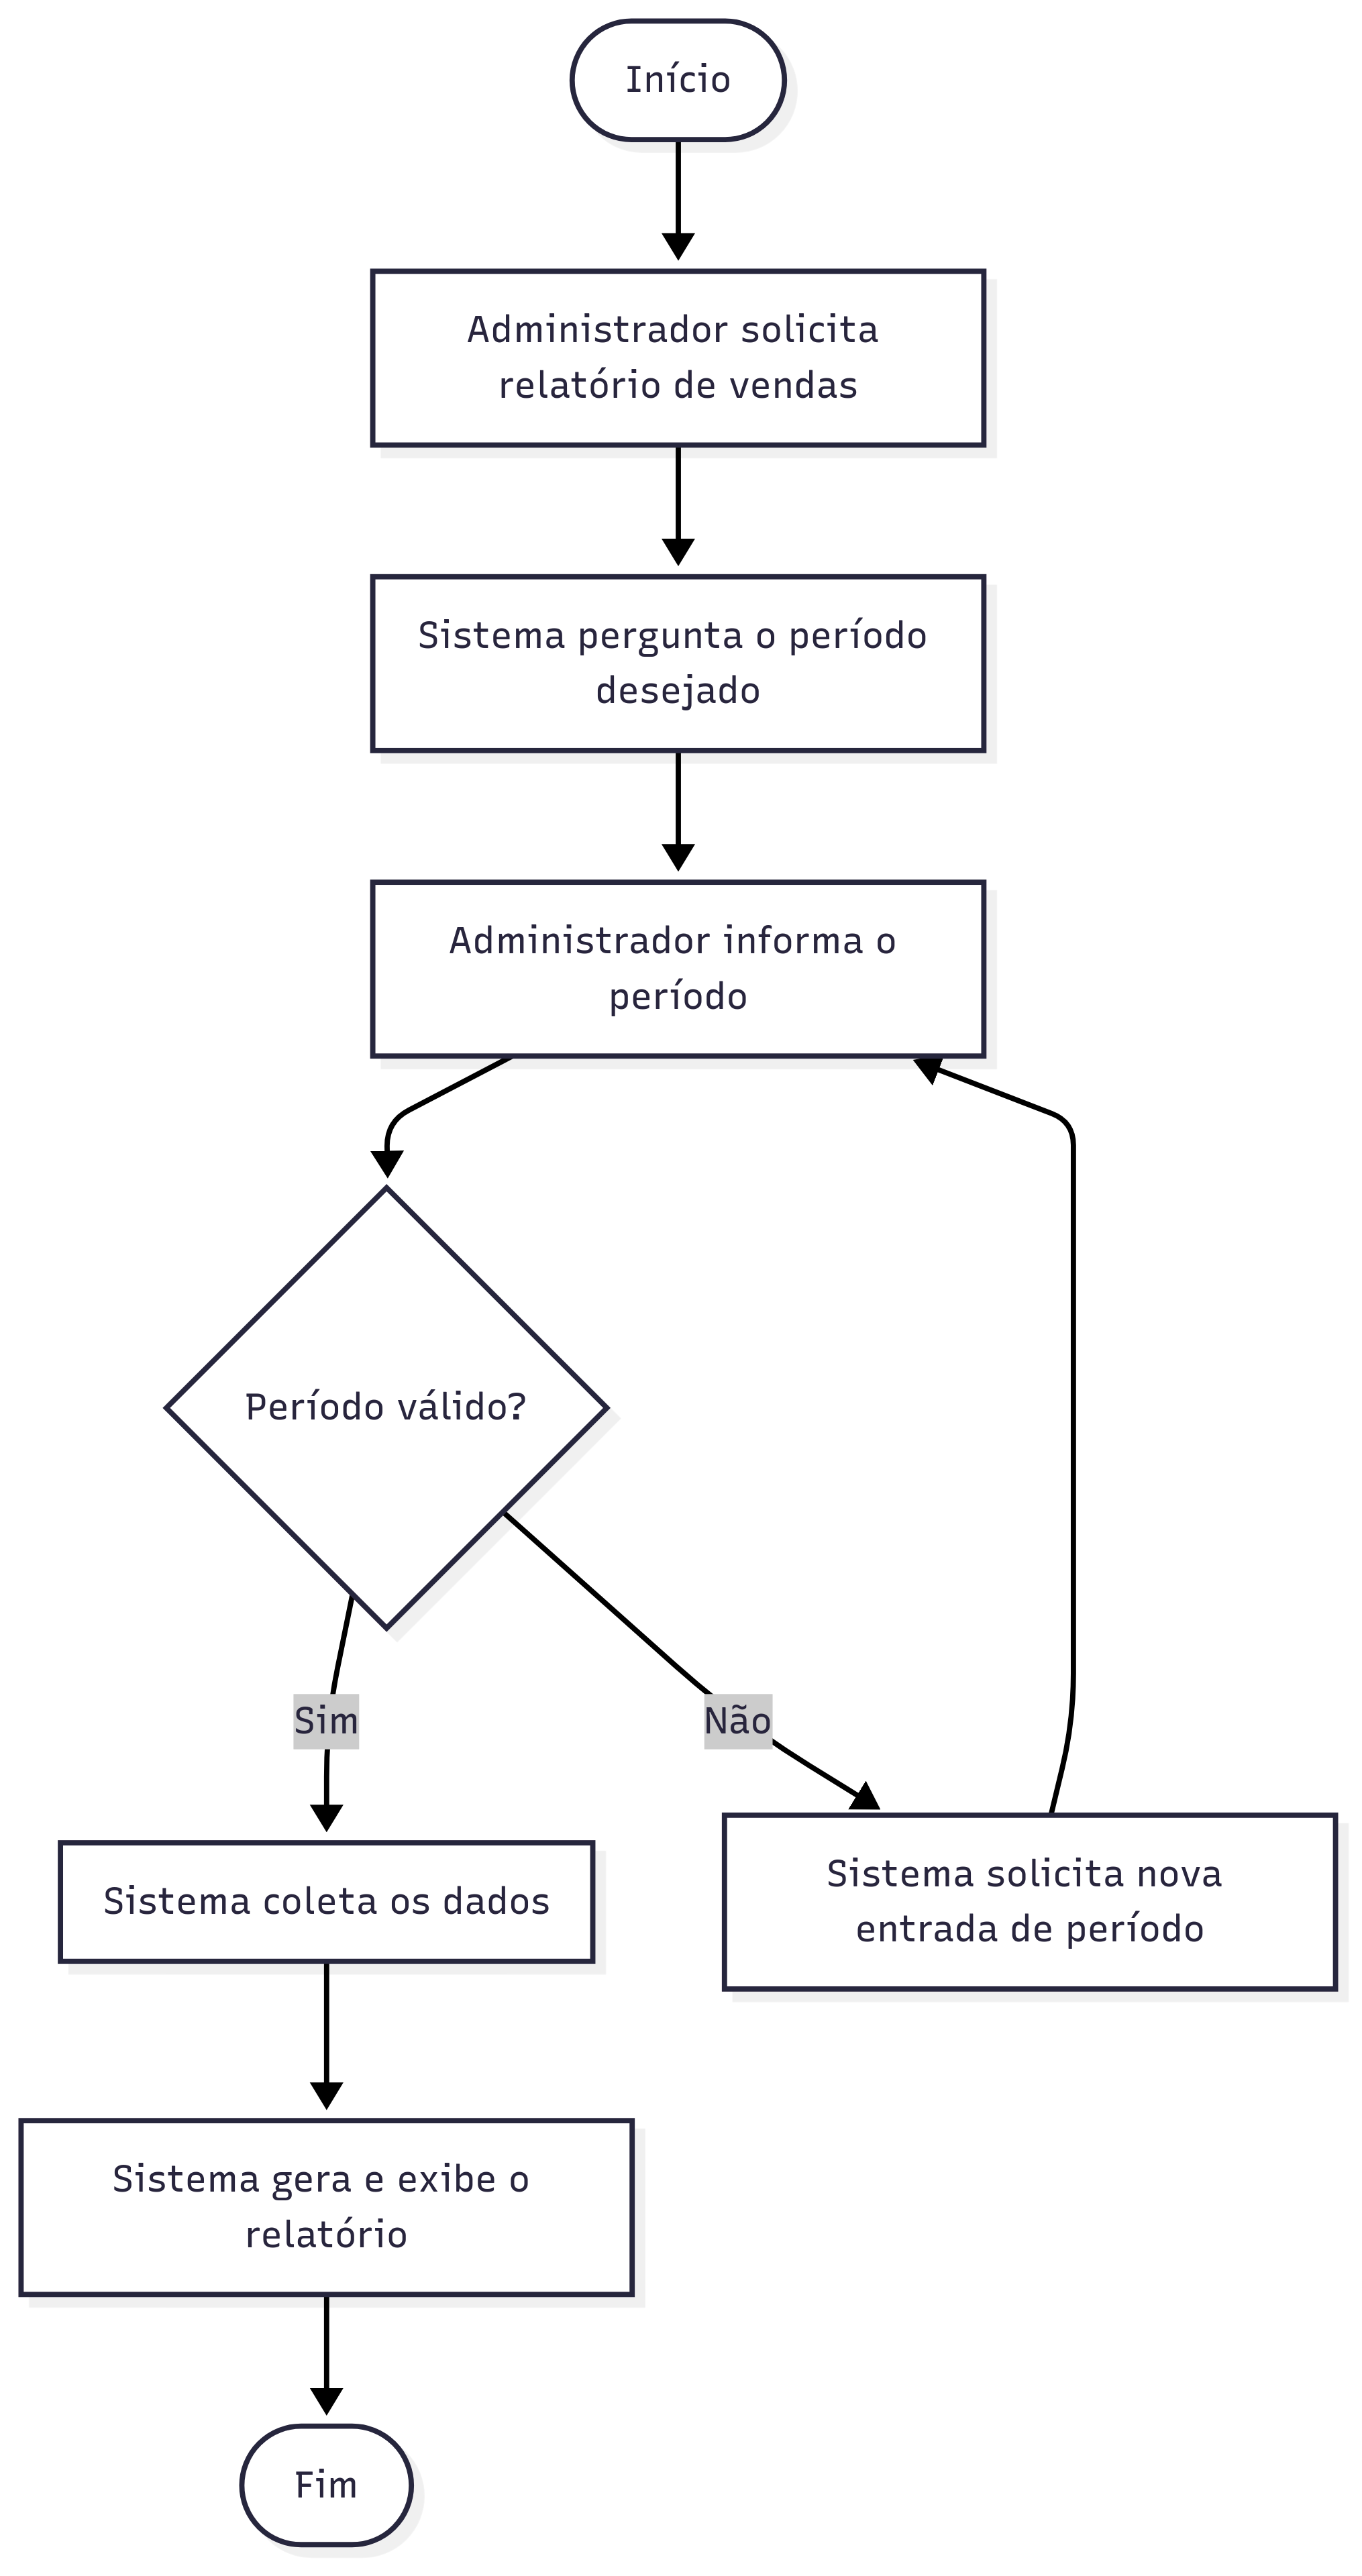 Início
Administrador solicita
relatório de vendas
Sistema pergunta o período
desejado
Administrador informa o
período
Período válido?
Sim
Não
Sistema coleta os dados
Sistema solicita nova
entrada de período
Sistema gera e exibe o
relatório
Fim